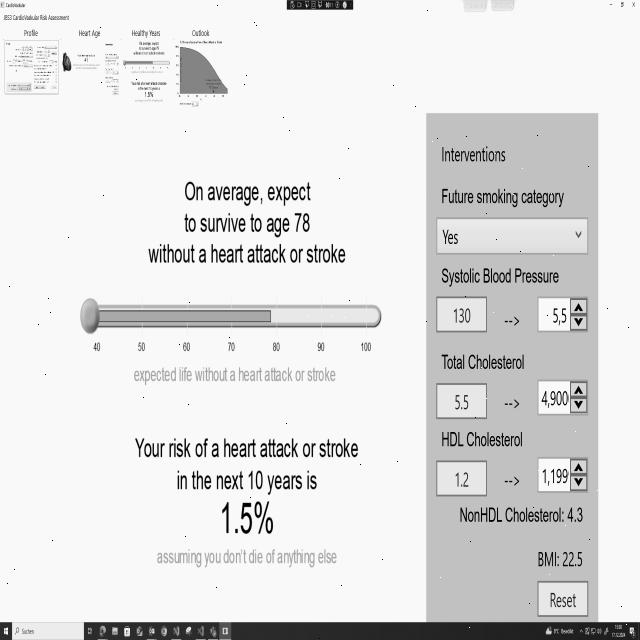 CardioVaskular
JBS3 CardioVaskular Risk Assessment
Profile
Heart Age
Healthy Years
Outlook
On average, expect
to survive to age 78
without a heart attack or stroke
40 50 60 70 80 90 100
expected life without a heart attack or stroke
Your risk of a heart attack or stroke
in the next 10 years is
1.5%
assuming you don't die of anything else
Interventions
Future smoking category
Yes
Systolic Blood Pressure
130 --> 5,5
Total Cholesterol
5.5 --> 4,900
HDL Cholesterol
1.2 --> 1,199
NonHDL Cholesterol: 4.3
BMI: 22.5
Reset
Suchen